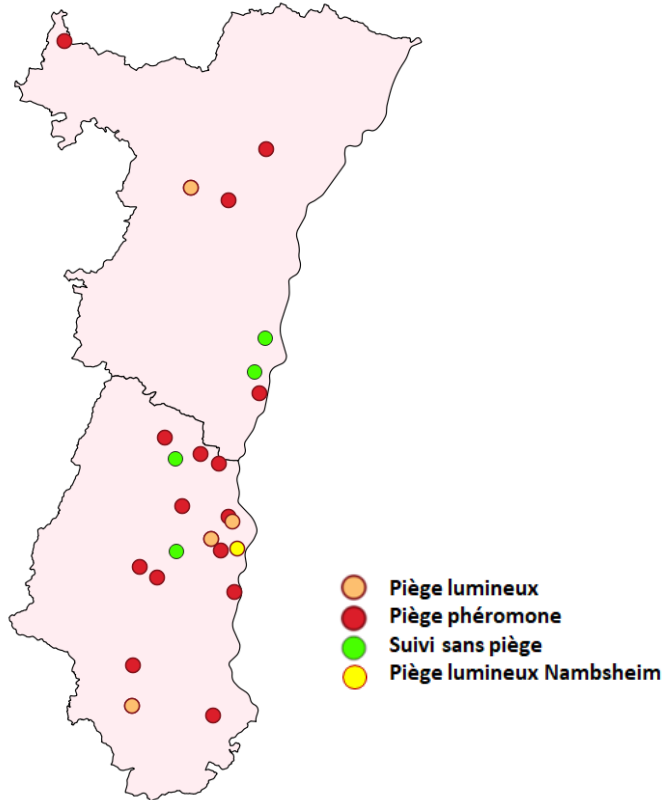 Piège lumineux
Piège phéromone
Suivi sans piège
Piège lumineux Nambsheim